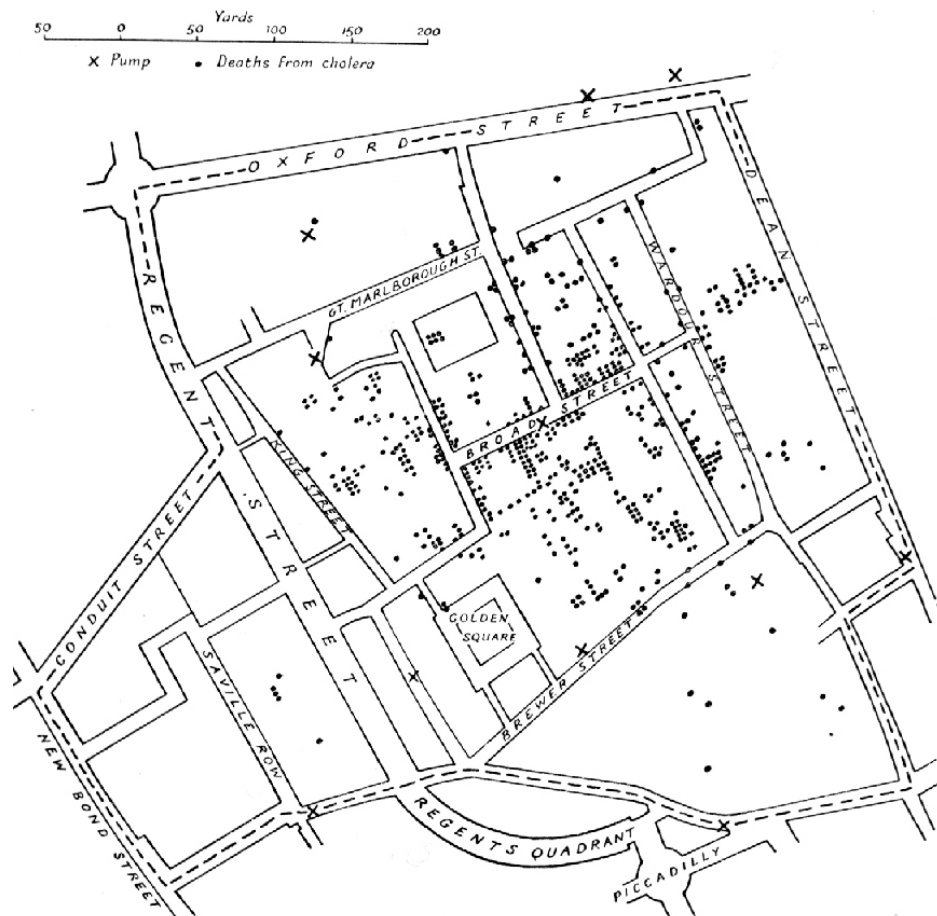 Yards
50 0 50 100 150 200
X Pump • Deaths from cholera
OXFORD STREET
DEAN STREET
WARDOUR STREET
GT. MARLBOROUGH ST.
REGENT STREET
BROAD STREET
KING STREET
CONDUIT STREET
GOLDEN
SQUARE
SAVILLE ROW
BREWER STREET
NEW BOND STREET
REGENTS QUADRANT
PICCADILLY